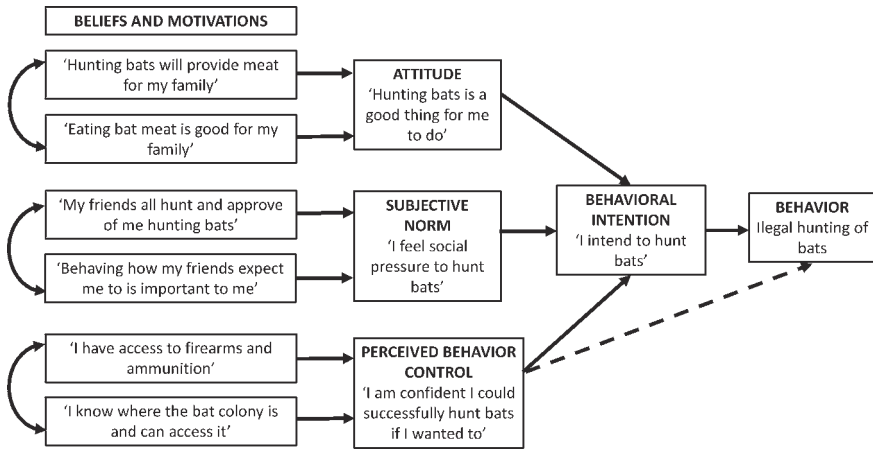 BELIEFS AND MOTIVATIONS
‘Hunting bats will provide meat
for my family’
‘Eating bat meat is good for my
family’
ATTITUDE
‘Hunting bats is a
good thing for me
to do’
‘My friends all hunt and approve
of me hunting bats’
‘Behaving how my friends expect
me to is important to me’
SUBJECTIVE
NORM
‘I feel social
pressure to hunt
bats’
BEHAVIORAL
INTENTION
‘I intend to hunt
bats’
BEHAVIOR
Ilegal hunting of
bats
‘I have access to firearms and
ammunition‘
‘I know where the bat colony is
and can access it’
PERCEIVED BEHAVIOR
CONTROL
‘I am confident I could
successfully hunt bats
if I wanted to’